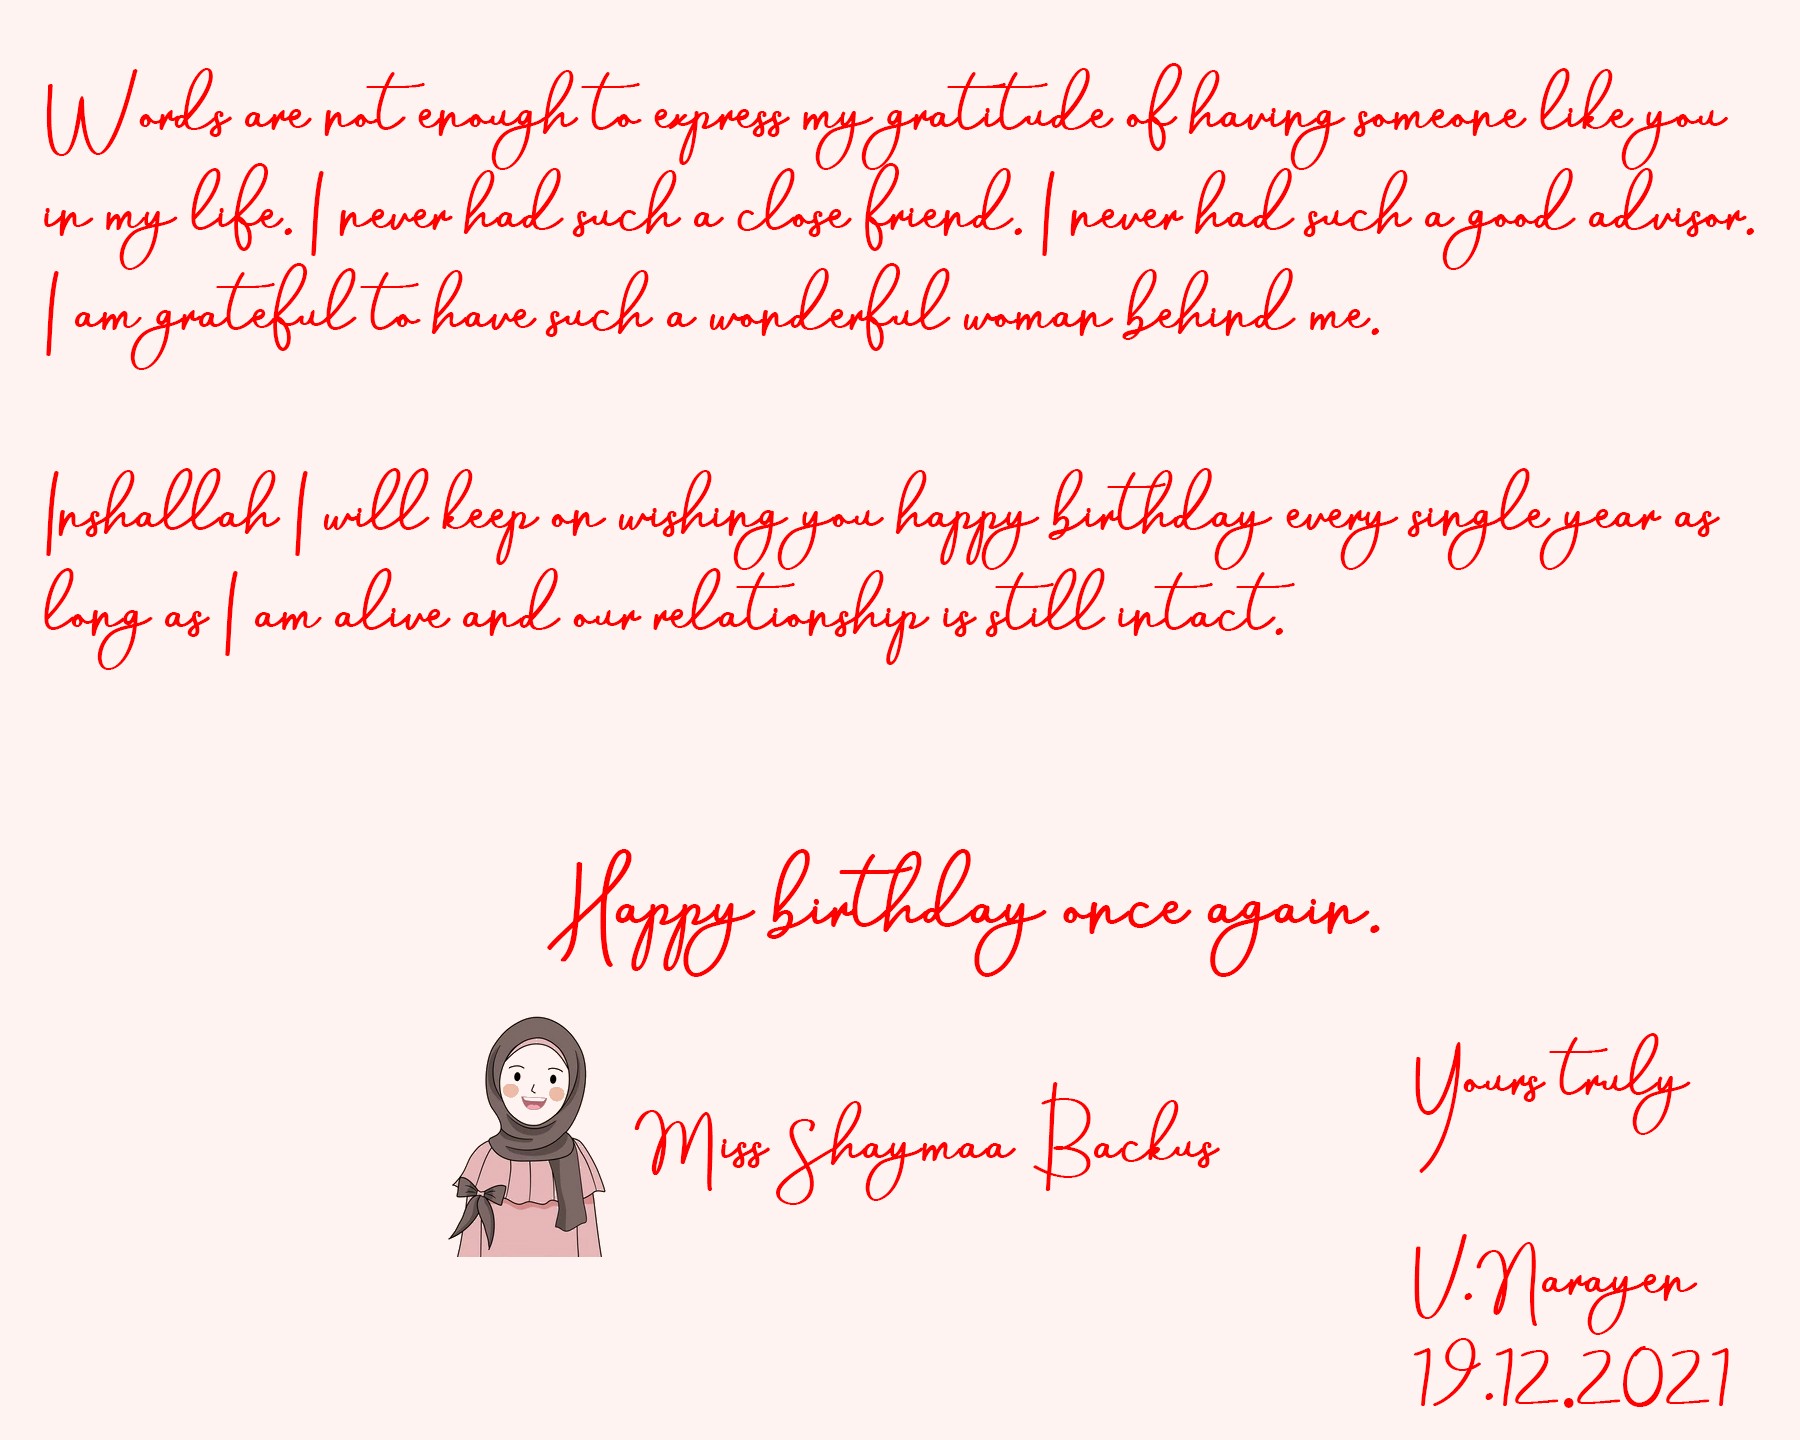 Words are not enough to express my gratitude of having someone like you
in my life. I never had such a close friend. I never had such a good advisor.
I am grateful to have such a wonderful woman behind me.
Inshallah I will keep on wishing you happy birthday every single year as
long as I am alive and our relationship is still intact.
Happy birthday once again.
Miss Shaymaa Backus
Yours truly
V.Narayen
19.12.2021